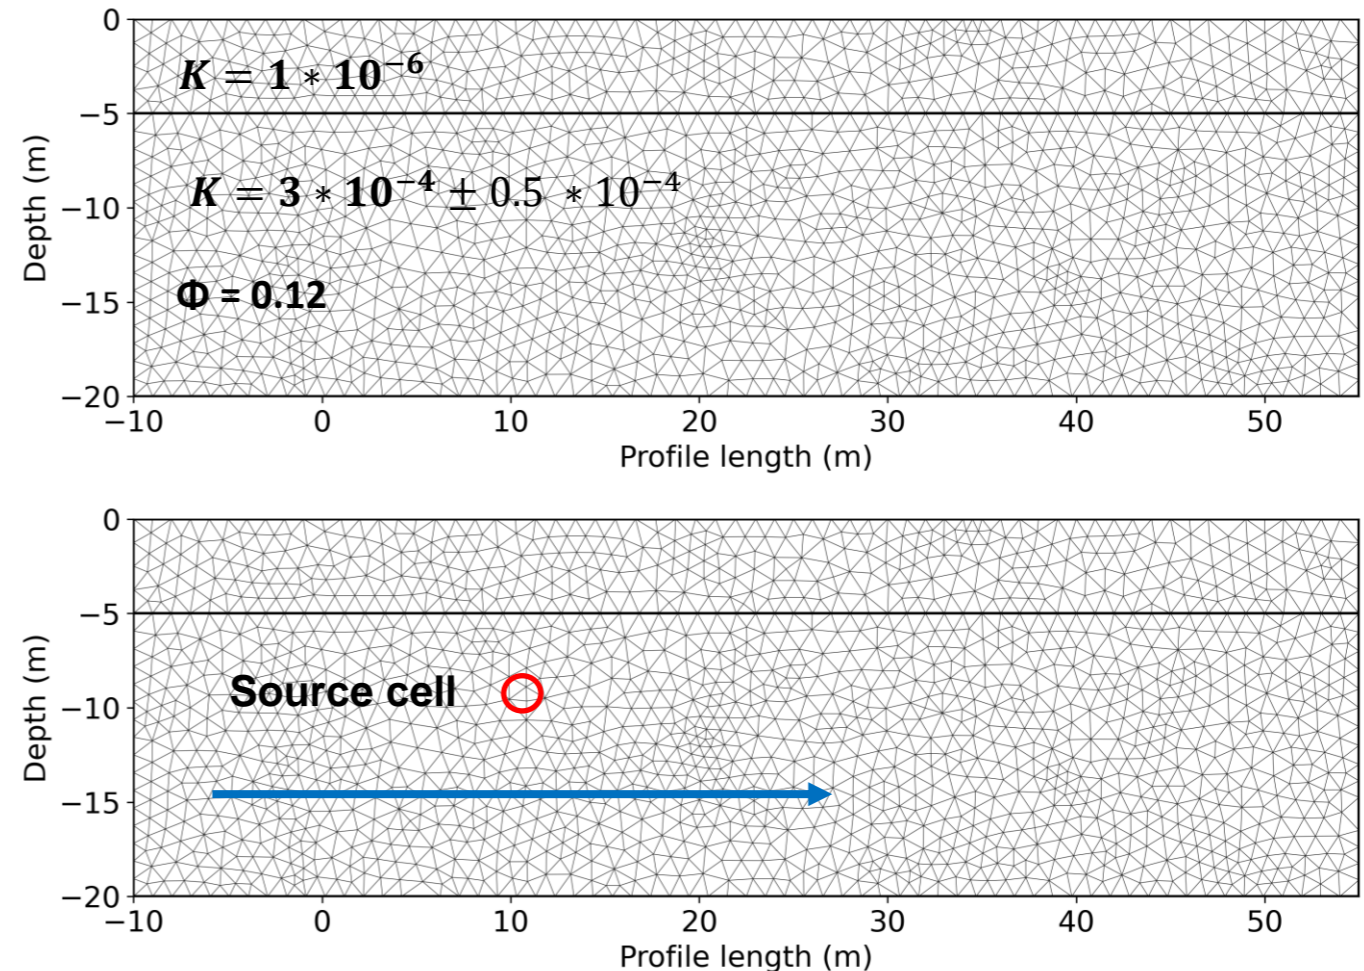 0
K = 1 * 10⁻⁶
−5
K = 3 * 10⁻⁴ ± 0.5 * 10⁻⁴
−10
Φ = 0.12
−15
−20
−10 0 10 20 30 40 50
Depth (m)
Profile length (m)
0
−5
Source cell
−10
−15
−20
−10 0 10 20 30 40 50
Depth (m)
Profile length (m)